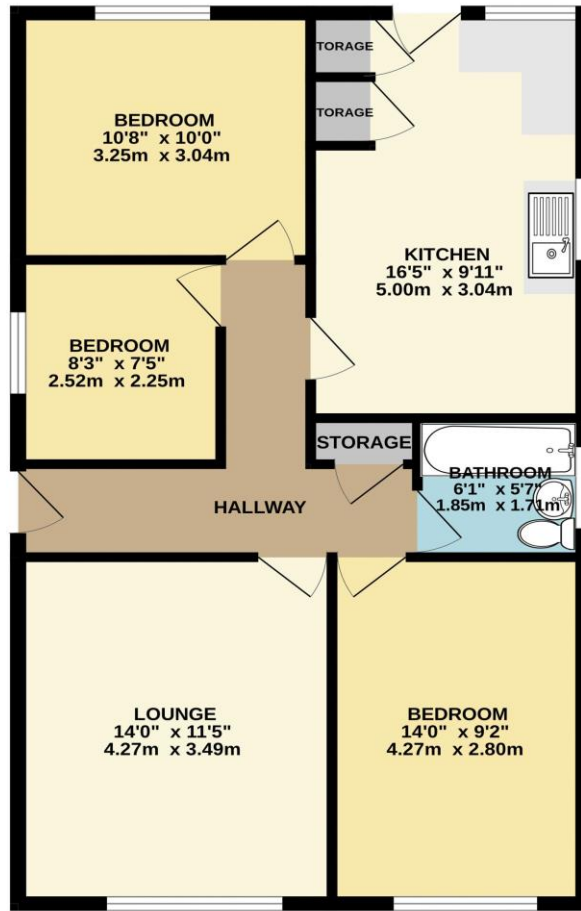 TORAGE
TORAGE
BEDROOM
10'8" x 10'0"
3.25m x 3.04m
KITCHEN
16'5" x 9'11"
5.00m x 3.04m
BEDROOM
8'3" x 7'5"
2.52m x 2.25m
STORAGE
BATHROOM
6'1" x 5'7"
1.85m x 1.71m
HALLWAY
LOUNGE
14'0" x 11'5"
4.27m x 3.49m
BEDROOM
14'0" x 9'2"
4.27m x 2.80m